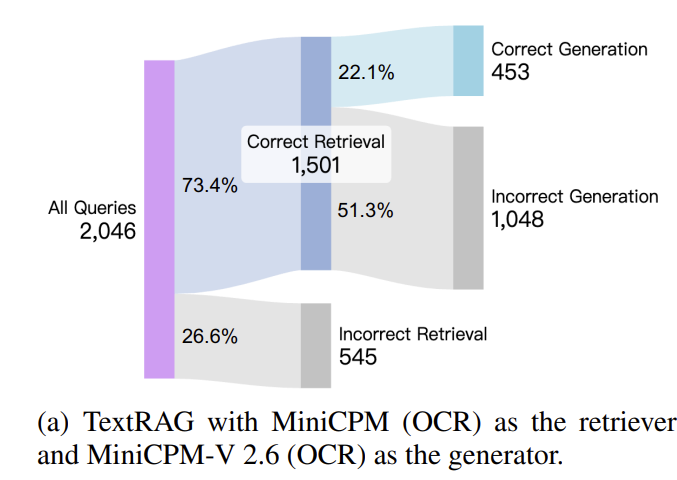 Correct Generation
453
22.1%
Correct Retrieval
1,501
73.4%
All Queries
2,046
51.3%
Incorrect Generation
1,048
26.6%
Incorrect Retrieval
545
(a) TextRAG with MiniCPM (OCR) as the retriever
and MiniCPM-V 2.6 (OCR) as the generator.